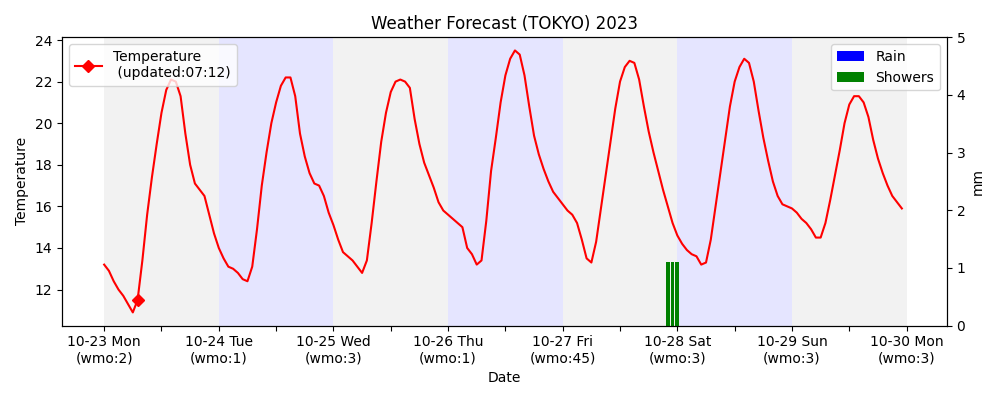 Weather Forecast (TOKYO) 2023
Temperature
(updated:07:12)
Rain
Showers
24
22
20
18
16
14
12
Temperature
5
4
3
2
1
0
mm
10-23 Mon 10-24 Tue 10-25 Wed 10-26 Thu 10-27 Fri 10-28 Sat 10-29 Sun 10-30 Mon
(wmo:2) (wmo:1) (wmo:3) (wmo:1) (wmo:45) (wmo:3) (wmo:3) (wmo:3)
Date